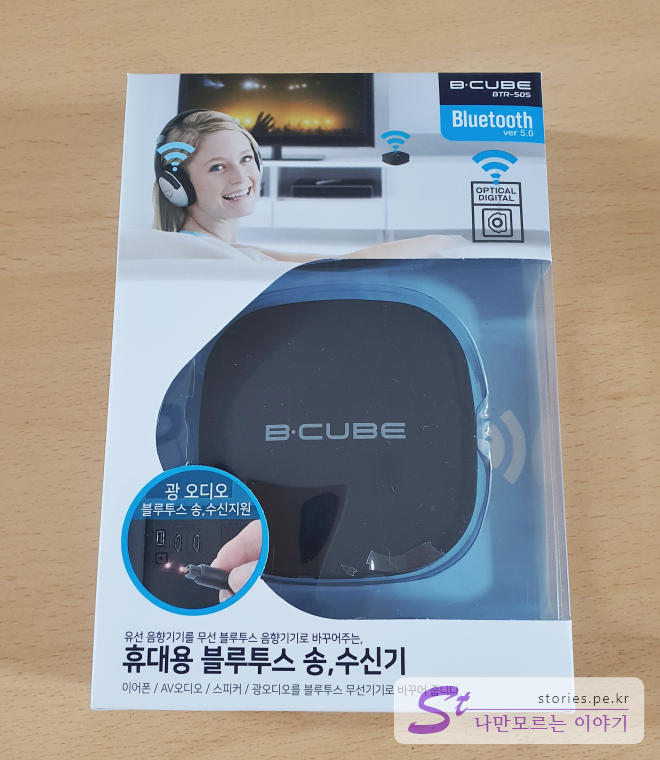 B·CUBE
BTR-505
Bluetooth
ver 5.0
OPTICAL
DIGITAL
B·CUBE
광 오디오
블루투스 송,수신지원
유선 음향기기를 무선 블루투스 음향기기로 바꾸어주는,
휴대용 블루투스 송,수신기
이어폰 / AV오디오 / 스피커 / 광오디오를 블루투스 무선기기로 바꾸어 줍니다
St
stories.pe.kr
나만모르는 이야기